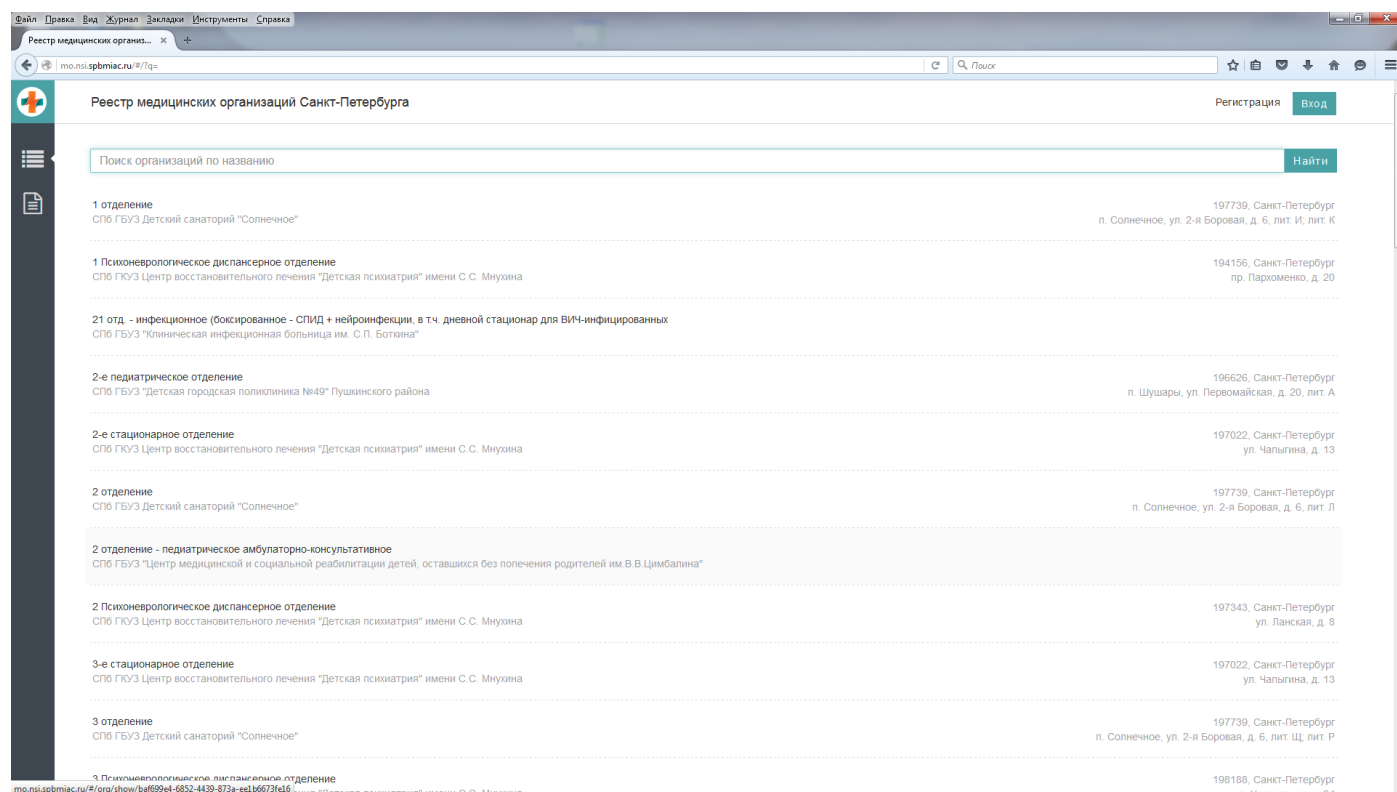 Файл Правка Вид Журнал Закладки Инструменты Справка
Реестр медицинских организ... × +
mo.nsi.spbmiac.ru/#/?q=
Поиск
Реестр медицинских организаций Санкт-Петербурга
Регистрация Вход
Поиск организаций по названию Найти
1 отделение 197739, Санкт-Петербург
СПб ГБУЗ Детский санаторий "Солнечное" п. Солнечное, ул. 2-я Боровая, д. 6, лит. И; лит. К
1 Психоневрологическое диспансерное отделение 194156, Санкт-Петербург
СПб ГКУЗ Центр восстановительного лечения "Детская психиатрия" имени С.С. Мнухина пр. Пархоменко, д. 20
21 отд. - инфекционное (боксированное - СПИД + нейроинфекции, в т.ч. дневной стационар для ВИЧ-инфицированных
СПб ГБУЗ "Клиническая инфекционная больница им. С.П. Боткина"
2-е педиатрическое отделение 196626, Санкт-Петербург
СПб ГБУЗ "Детская городская поликлиника №49" Пушкинского района п. Шушары, ул. Первомайская, д. 20, лит. А
2-е стационарное отделение 197022, Санкт-Петербург
СПб ГКУЗ Центр восстановительного лечения "Детская психиатрия" имени С.С. Мнухина ул. Чапыгина, д. 13
2 отделение 197739, Санкт-Петербург
СПб ГБУЗ Детский санаторий "Солнечное" п. Солнечное, ул. 2-я Боровая, д. 6, лит. Л
2 отделение - педиатрическое амбулаторно-консультативное
СПб ГБУЗ "Центр медицинской и социальной реабилитации детей, оставшихся без попечения родителей им.В.В.Цимбалина"
2 Психоневрологическое диспансерное отделение 197343, Санкт-Петербург
СПб ГКУЗ Центр восстановительного лечения "Детская психиатрия" имени С.С. Мнухина ул. Ланская, д. 8
3-е стационарное отделение 197022, Санкт-Петербург
СПб ГКУЗ Центр восстановительного лечения "Детская психиатрия" имени С.С. Мнухина ул. Чапыгина, д. 13
3 отделение 197739, Санкт-Петербург
СПб ГБУЗ Детский санаторий "Солнечное" п. Солнечное, ул. 2-я Боровая, д. 6, лит. Щ; лит. Р
3 Психоневрологическое диспансерное отделение 198188, Санкт-Петербург
mo.nsi.spbmiac.ru/#/org/show/baf699e4-6852-4439-873a-ee1b6673fe16